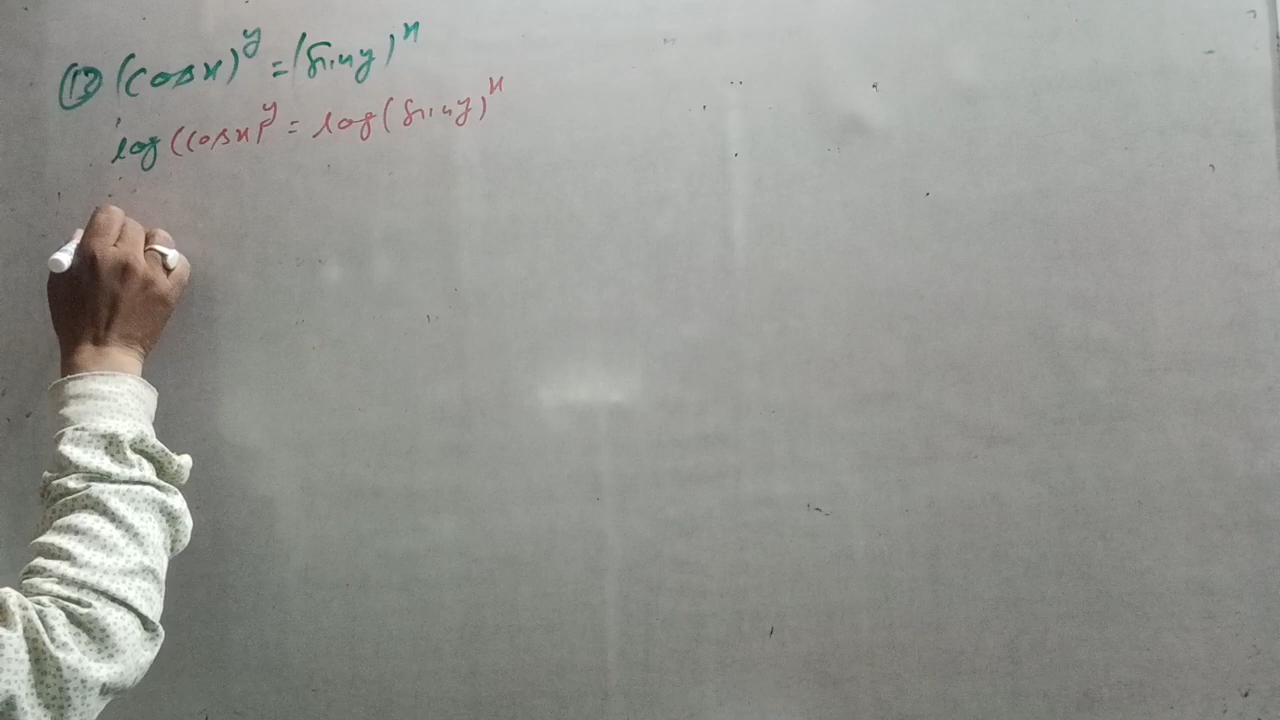 (13) (cosx)^y = (siny)^x
log(cosx)^y = log(siny)^x